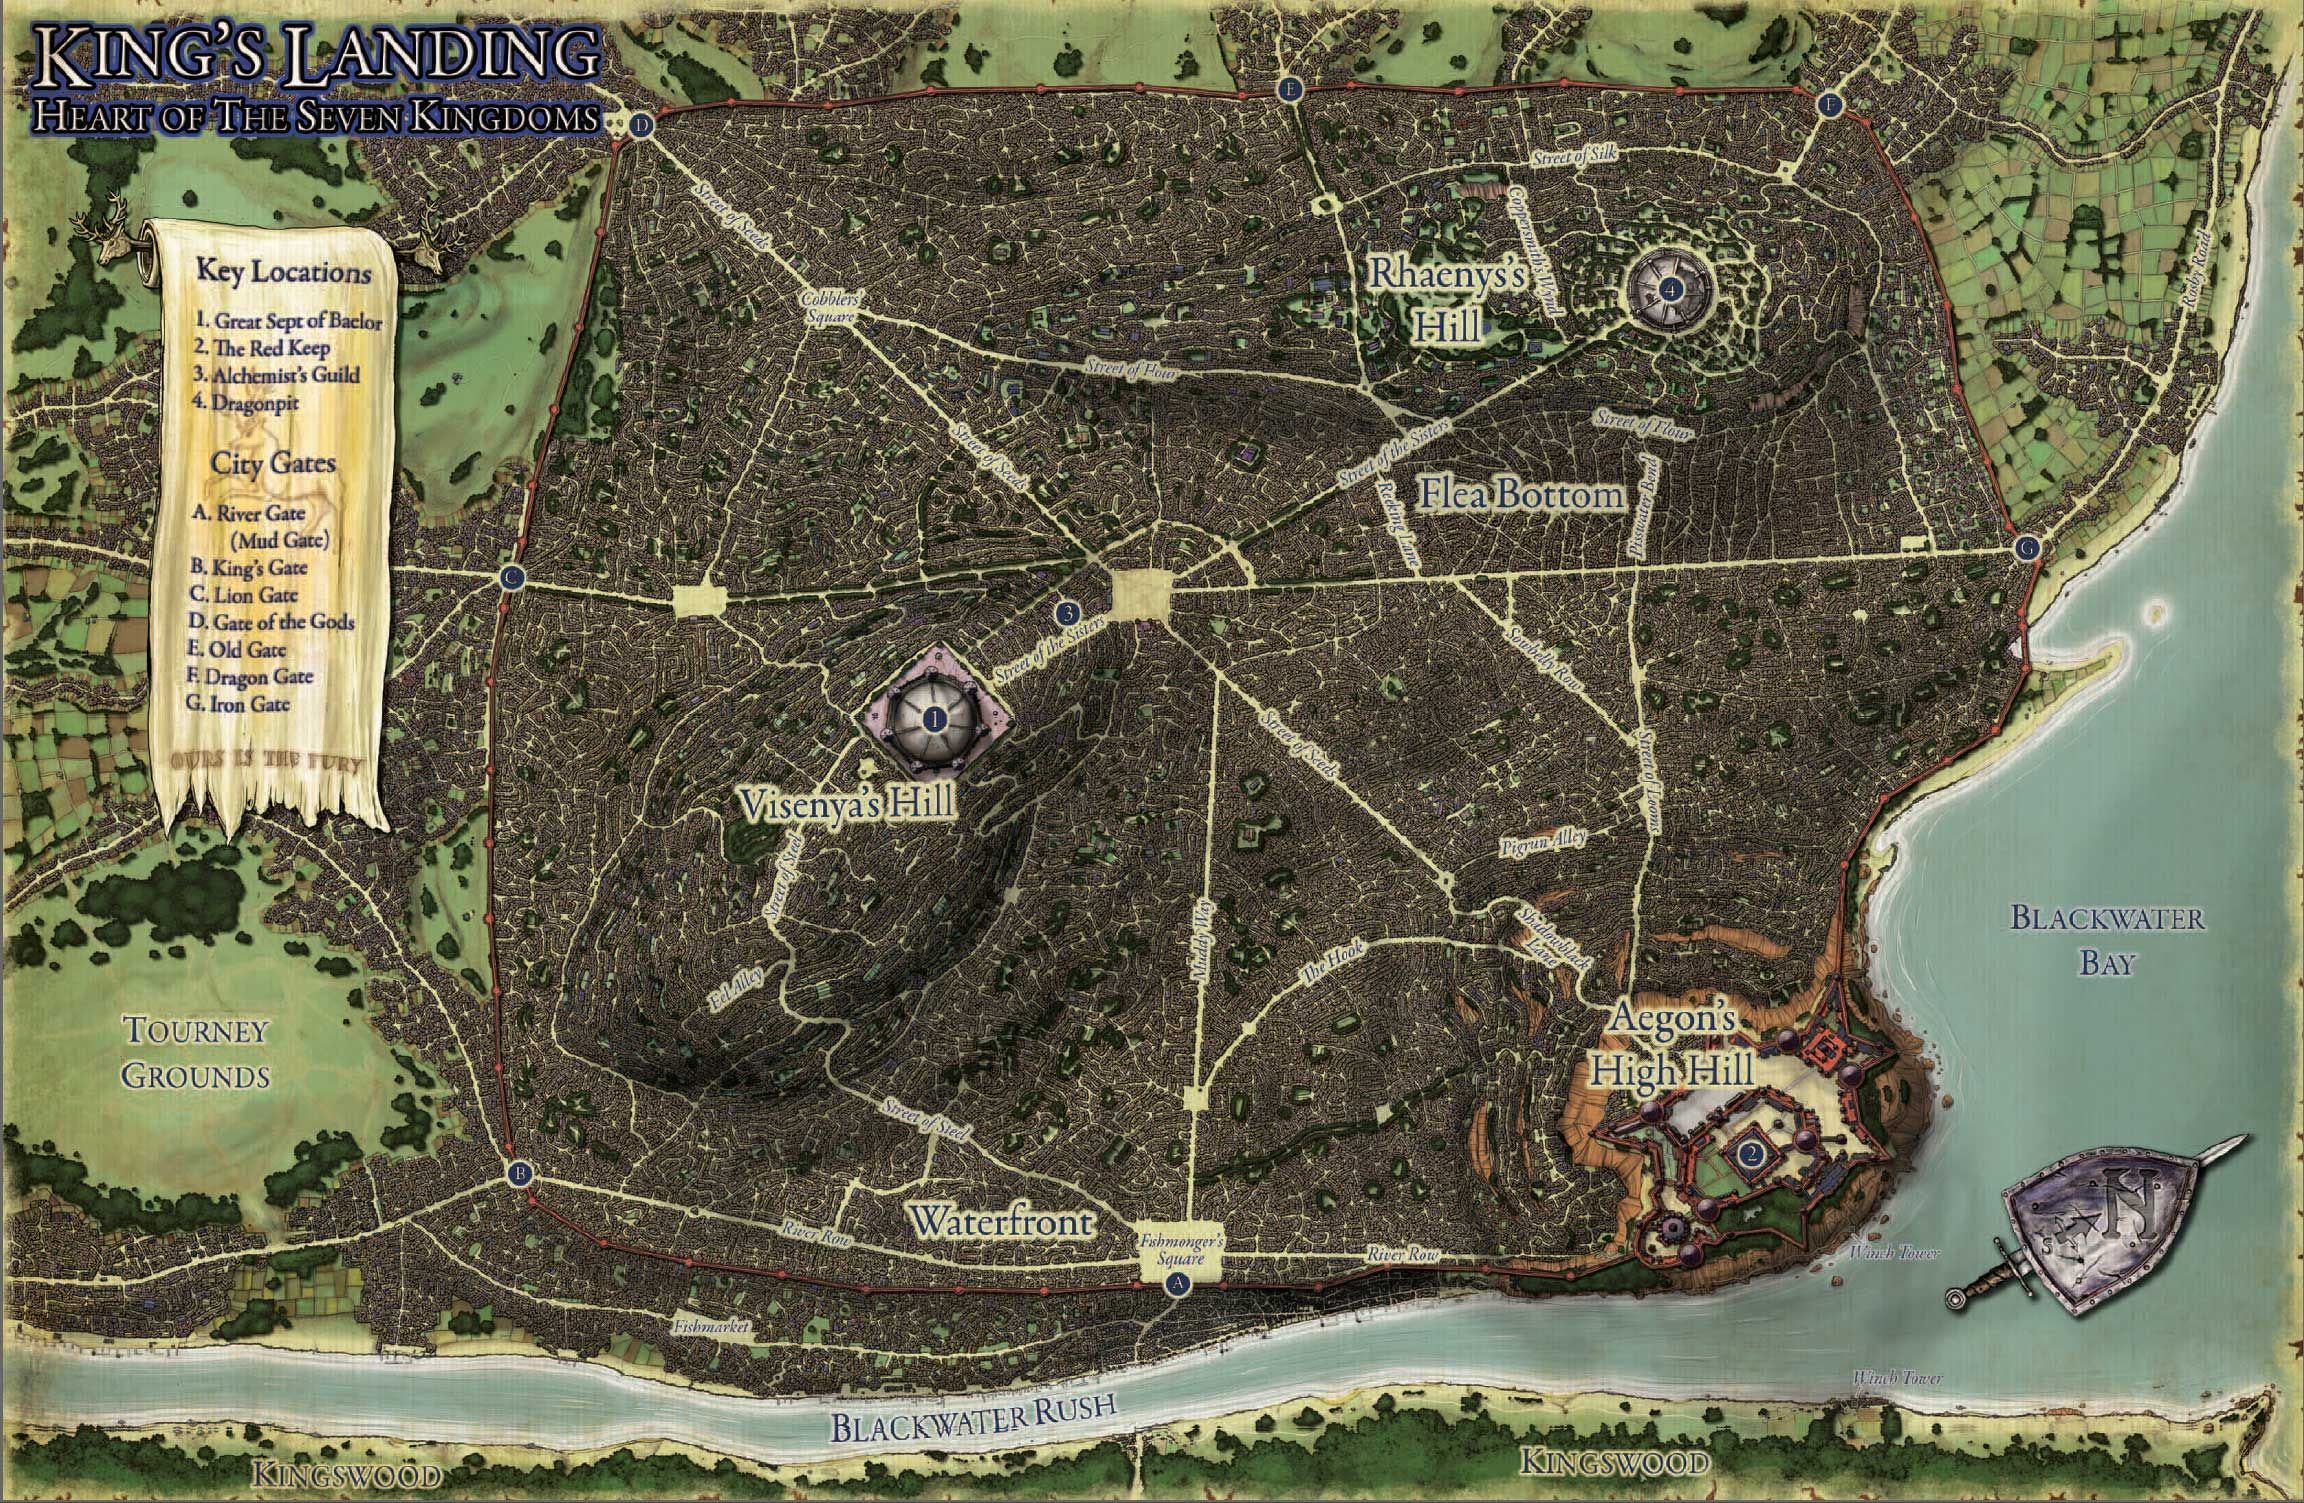 KING'S LANDING
HEART OF THE SEVEN KINGDOMS
Key Locations
1. Great Sept of Baelor
2. The Red Keep
3. Alchemist's Guild
4. Dragonpit
City Gates
A. River Gate
(Mud Gate)
B. King's Gate
C. Lion Gate
D. Gate of the Gods
E. Old Gate
F. Dragon Gate
G. Iron Gate
OURS IS THE FURY
D
E
F
Street of Silk
Street of Seeds
Coppersmith's Wynd
Rosby Raad
Rhaenys's
Hill
4
Cobblers'
Square
Street of Flour
Street of Flour
Street of the Sisters
Street of Seeds
Flea Bottom
Reeking Lane
Pisswater Bend
C
G
3
Street of the Sisters
Sowbelly Row
1
Street of Seeds
Street of Looms
Visenya's Hill
Pigrun Alley
Street of Steel
Shadowblack
Lane
Muddy Way
The Hook
Eel Alley
BLACKWATER
BAY
TOURNEY
GROUNDS
Aegon's
High Hill
Street of Steel
2
B
N
S
River Row
Waterfront
Fishmonger's
Square
River Row
A
Winch Tower
Fishmarket
Winch Tower
BLACKWATER RUSH
KINGSWOOD
KINGSWOOD